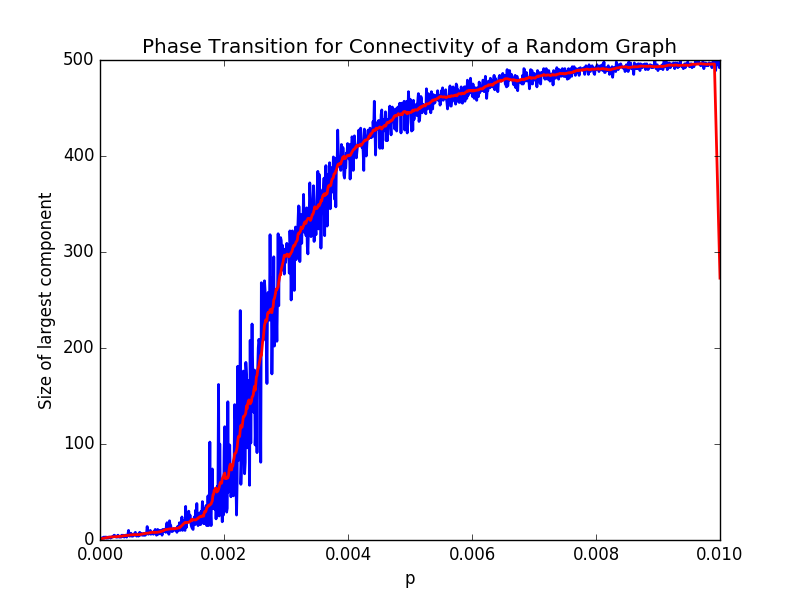 Phase Transition for Connectivity of a Random Graph
500
400
300
200
100
0
Size of largest component
0.000 0.002 0.004 0.006 0.008 0.010
p